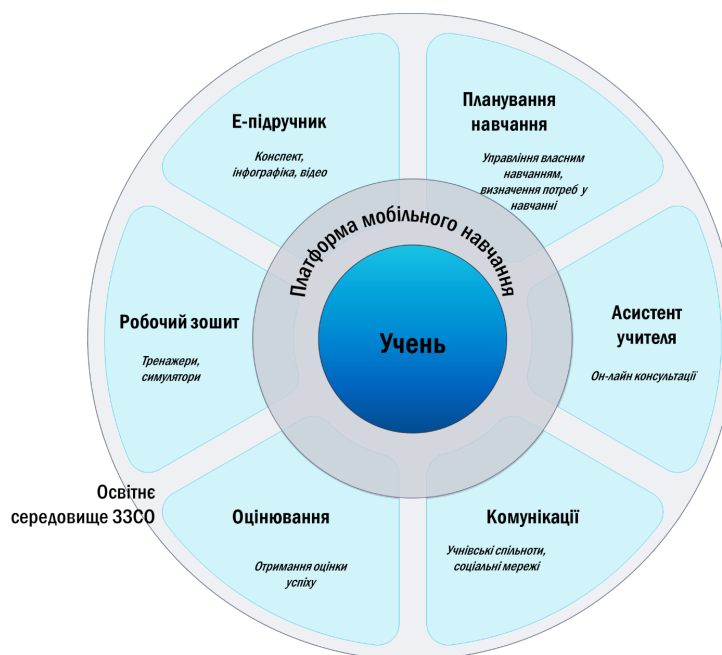 Е-підручник
Конспект,
інфографіка, відео
Планування
навчання
Управління власним
навчанням,
визначення потреб у
навчанні
Платформа мобільного навчання
Учень
Робочий зошит
Тренажери,
симулятори
Асистент
учителя
Он-лайн консультації
Освітнє
середовище ЗЗСО
Оцінювання
Отримання оцінки
успіху
Комунікації
Учнівські спільноти,
соціальні мережі